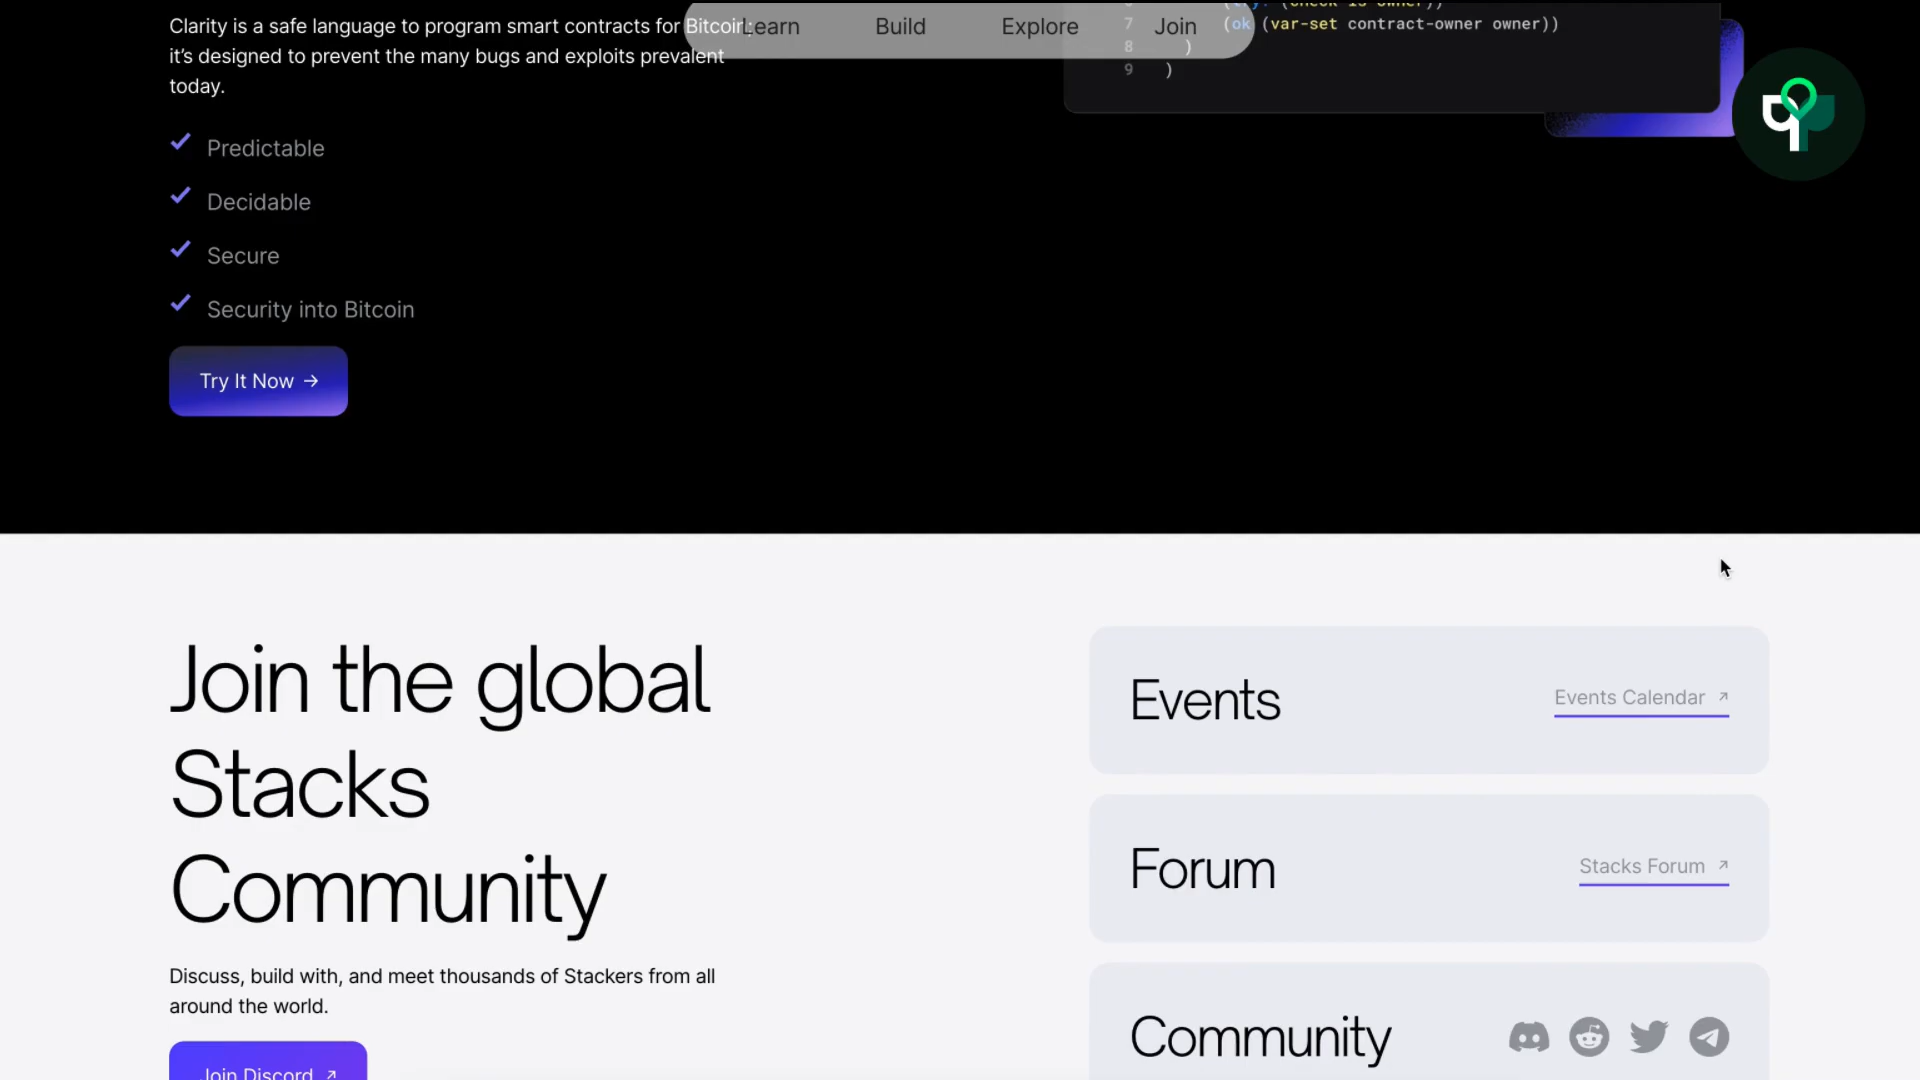 Learn Build Explore Join
Clarity is a safe language to program smart contracts for Bitcoin;
it's designed to prevent the many bugs and exploits prevalent
today.
Predictable
Decidable
Secure
Security into Bitcoin
Try It Now →
7 (ok (var-set contract-owner owner))
8 )
9 )
Join the global
Stacks
Community
Discuss, build with, and meet thousands of Stackers from all
around the world.
Join Discord ↗
Events
Events Calendar ↗
Forum
Stacks Forum ↗
Community